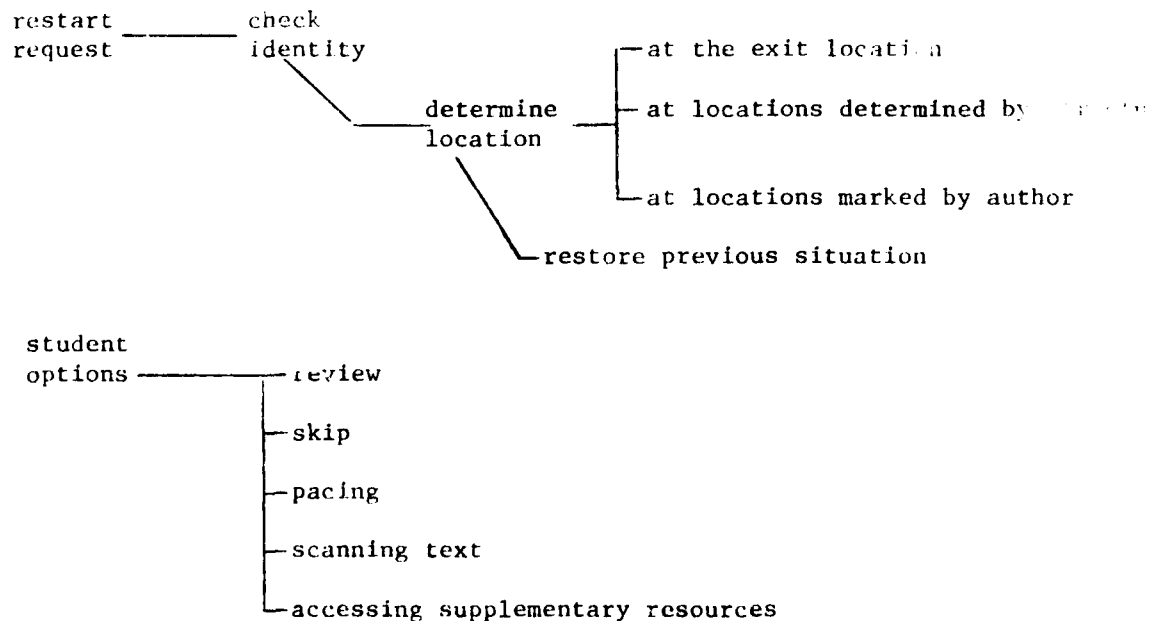 restart
request
check
identity
determine
location
at the exit location
at locations determined by
at locations marked by author
restore previous situation
student
options
review
skip
pacing
scanning text
accessing supplementary resources